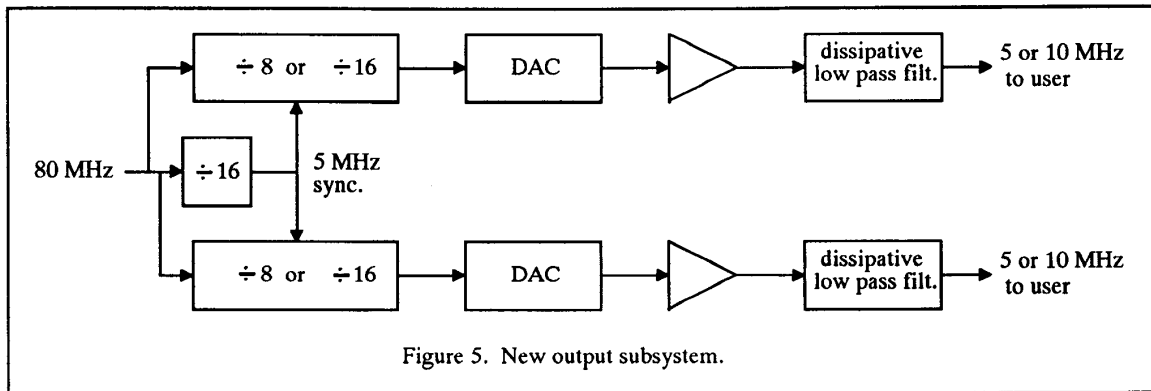 ÷ 8 or ÷ 16
DAC
dissipative
low pass filt.
5 or 10 MHz
to user
80 MHz
÷ 16
5 MHz
sync.
÷ 8 or ÷ 16
DAC
dissipative
low pass filt.
5 or 10 MHz
to user
Figure 5. New output subsystem.